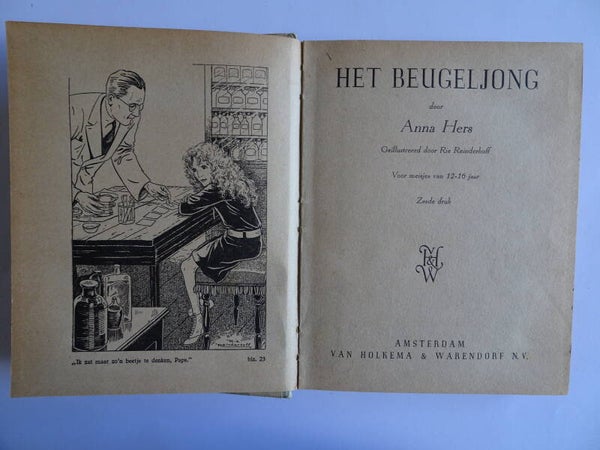 „Ik zat maar zo'n beetje te denken, Paps." blz. 23
HET BEUGELJONG
door
Anna Hers
Geïllustreerd door Rie Reinderhoff
Voor meisjes van 12-16 jaar
Zesde druk
V H & W
AMSTERDAM
VAN HOLKEMA & WARENDORF N.V.